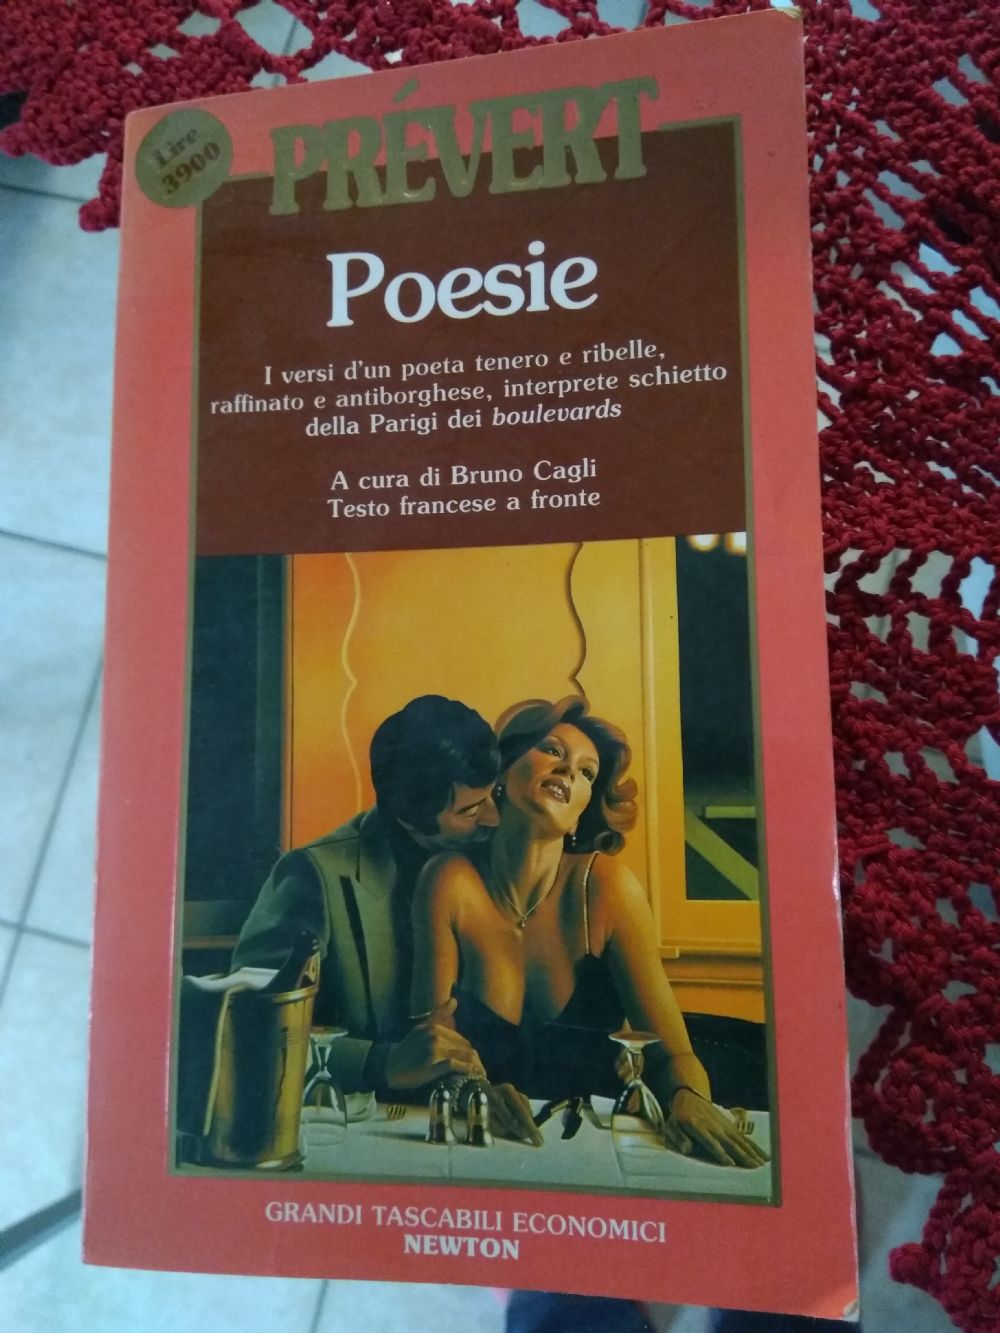 Lire
3900
PRÉVERT
Poesie
I versi d'un poeta tenero e ribelle,
raffinato e antiborghese, interprete schietto
della Parigi dei boulevards
A cura di Bruno Cagli
Testo francese a fronte
GRANDI TASCABILI ECONOMICI
NEWTON